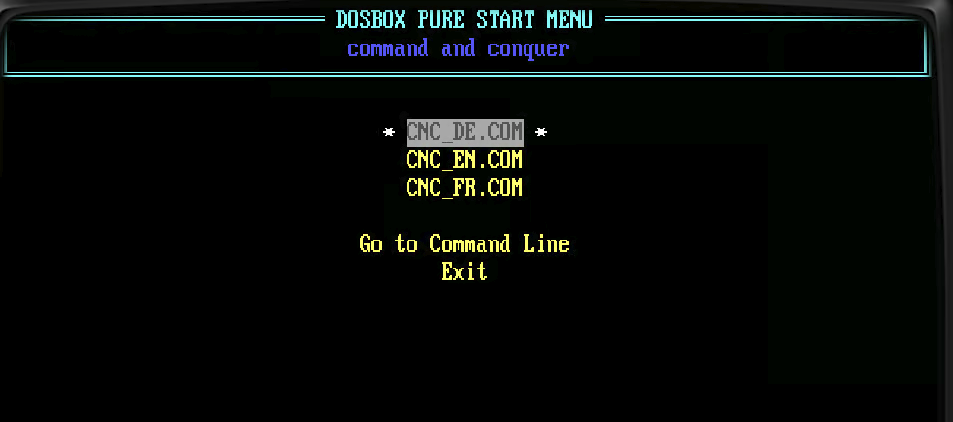 DOSBOX PURE START MENU
command and conquer
* CNC_DE.COM *
CNC_EN.COM
CNC_FR.COM
Go to Command Line
Exit